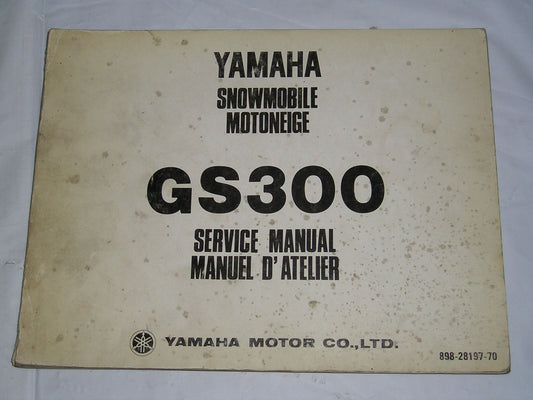 YAMAHA
SNOWMOBILE
MOTONEIGE
GS300
SERVICE MANUAL
MANUEL D'ATELIER
YAMAHA MOTOR CO.,LTD.
898-28197-70